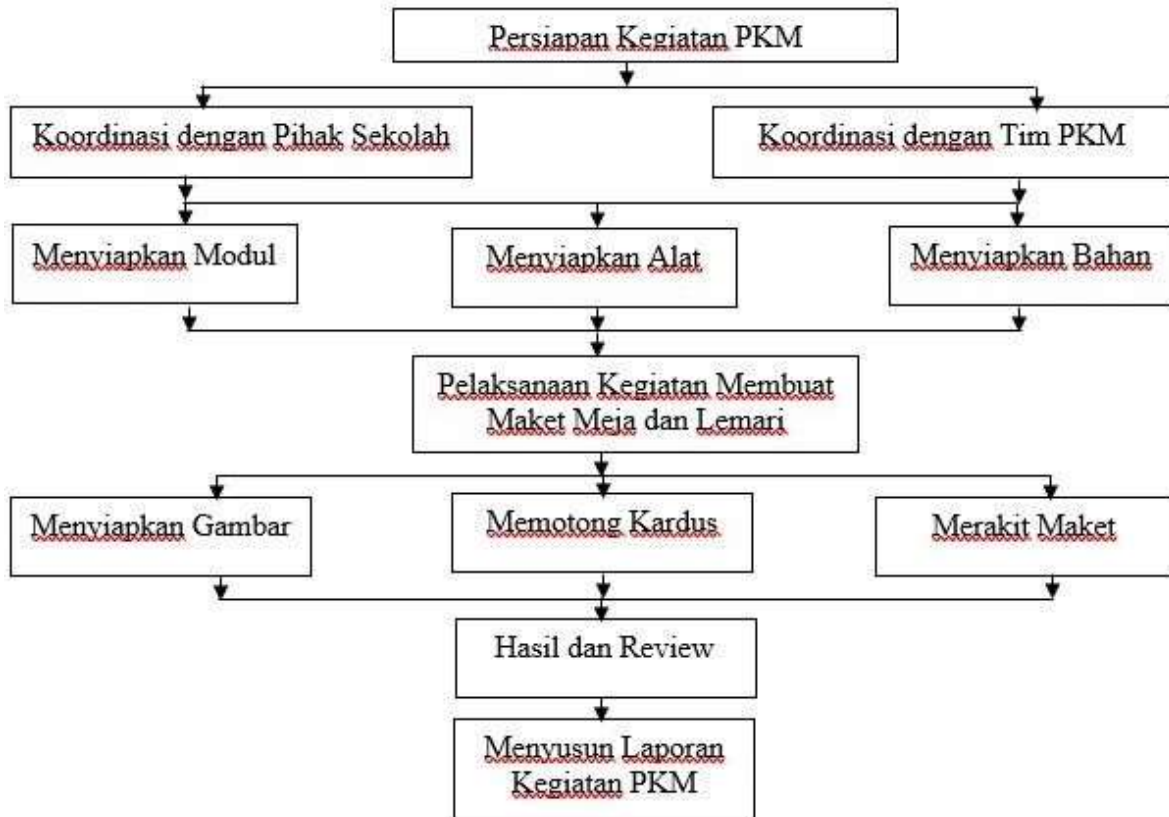 Persiapan Kegiatan PKM
Koordinasi dengan Pihak Sekolah
Koordinasi dengan Tim PKM
Menyiapkan Modul
Menyiapkan Alat
Menyiapkan Bahan
Pelaksanaan Kegiatan Membuat
Maket Meja dan Lemari
Menyiapkan Gambar
Memotong Kardus
Merakit Maket
Hasil dan Review
Menyusun Laporan
Kegiatan PKM